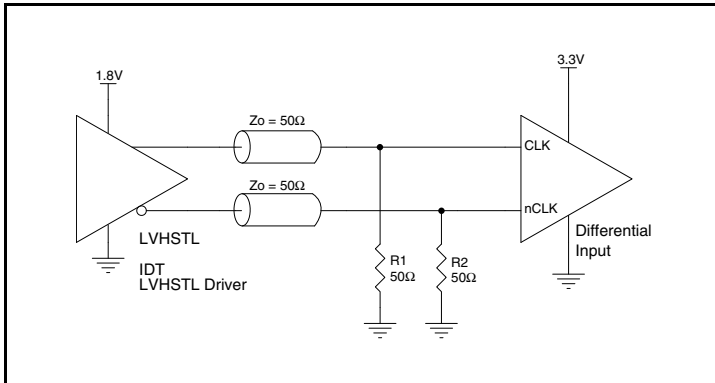 1.8V
3.3V
Zo = 50Ω
CLK
Zo = 50Ω
nCLK
LVHSTL
IDT
LVHSTL Driver
Differential
Input
R1
50Ω
R2
50Ω